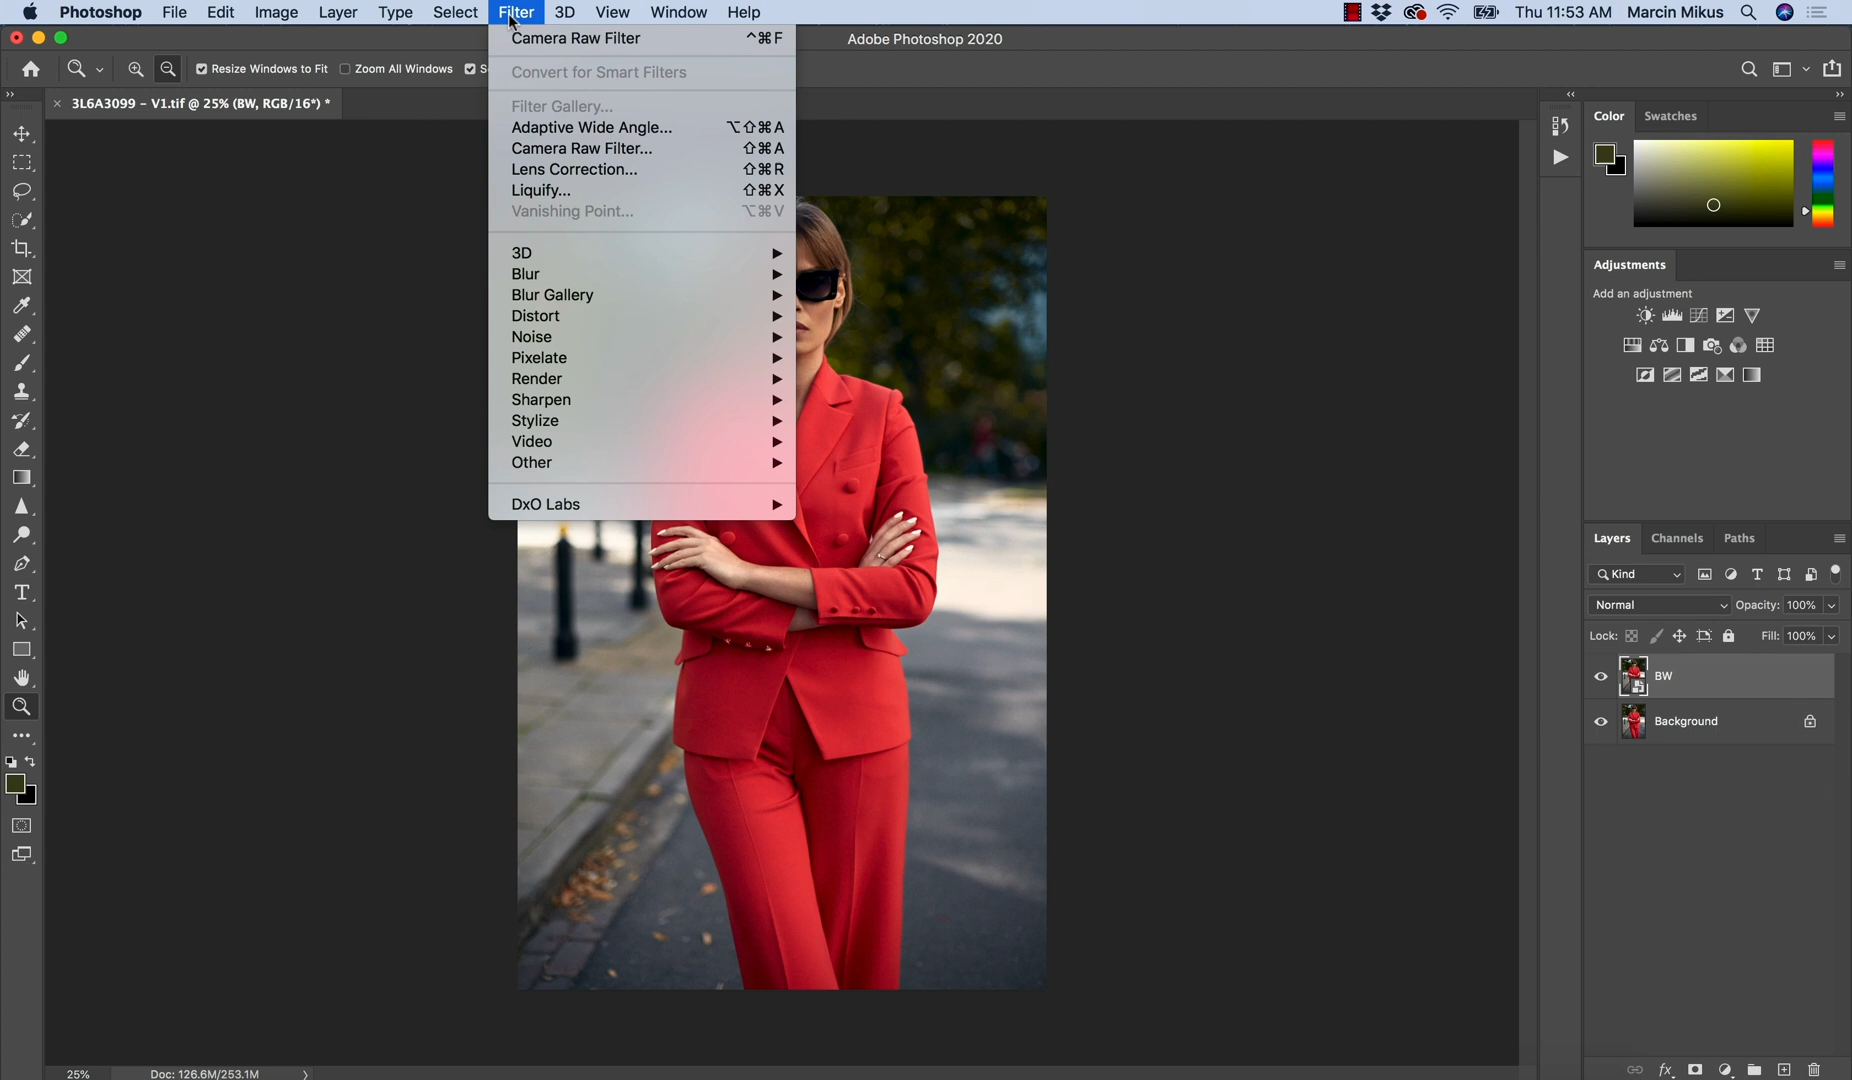 Photoshop File Edit Image Layer Type Select Filter 3D View Window Help Thu 11:53 AM Marcin Mikus
Adobe Photoshop 2020
Resize Windows to Fit Zoom All Windows
3L6A3099 – V1.tif @ 25% (BW, RGB/16*) *
Camera Raw Filter ^⌘F
Convert for Smart Filters
Filter Gallery...
Adaptive Wide Angle... ⌥⇧⌘A
Camera Raw Filter... ⇧⌘A
Lens Correction... ⇧⌘R
Liquify... ⇧⌘X
Vanishing Point... ⌥⌘V
3D
Blur
Blur Gallery
Distort
Noise
Pixelate
Render
Sharpen
Stylize
Video
Other
DxO Labs
Color Swatches
Adjustments
Add an adjustment
Layers Channels Paths
Kind
Normal Opacity: 100%
Lock: Fill: 100%
BW
Background
25% Doc: 126.6M/253.1M